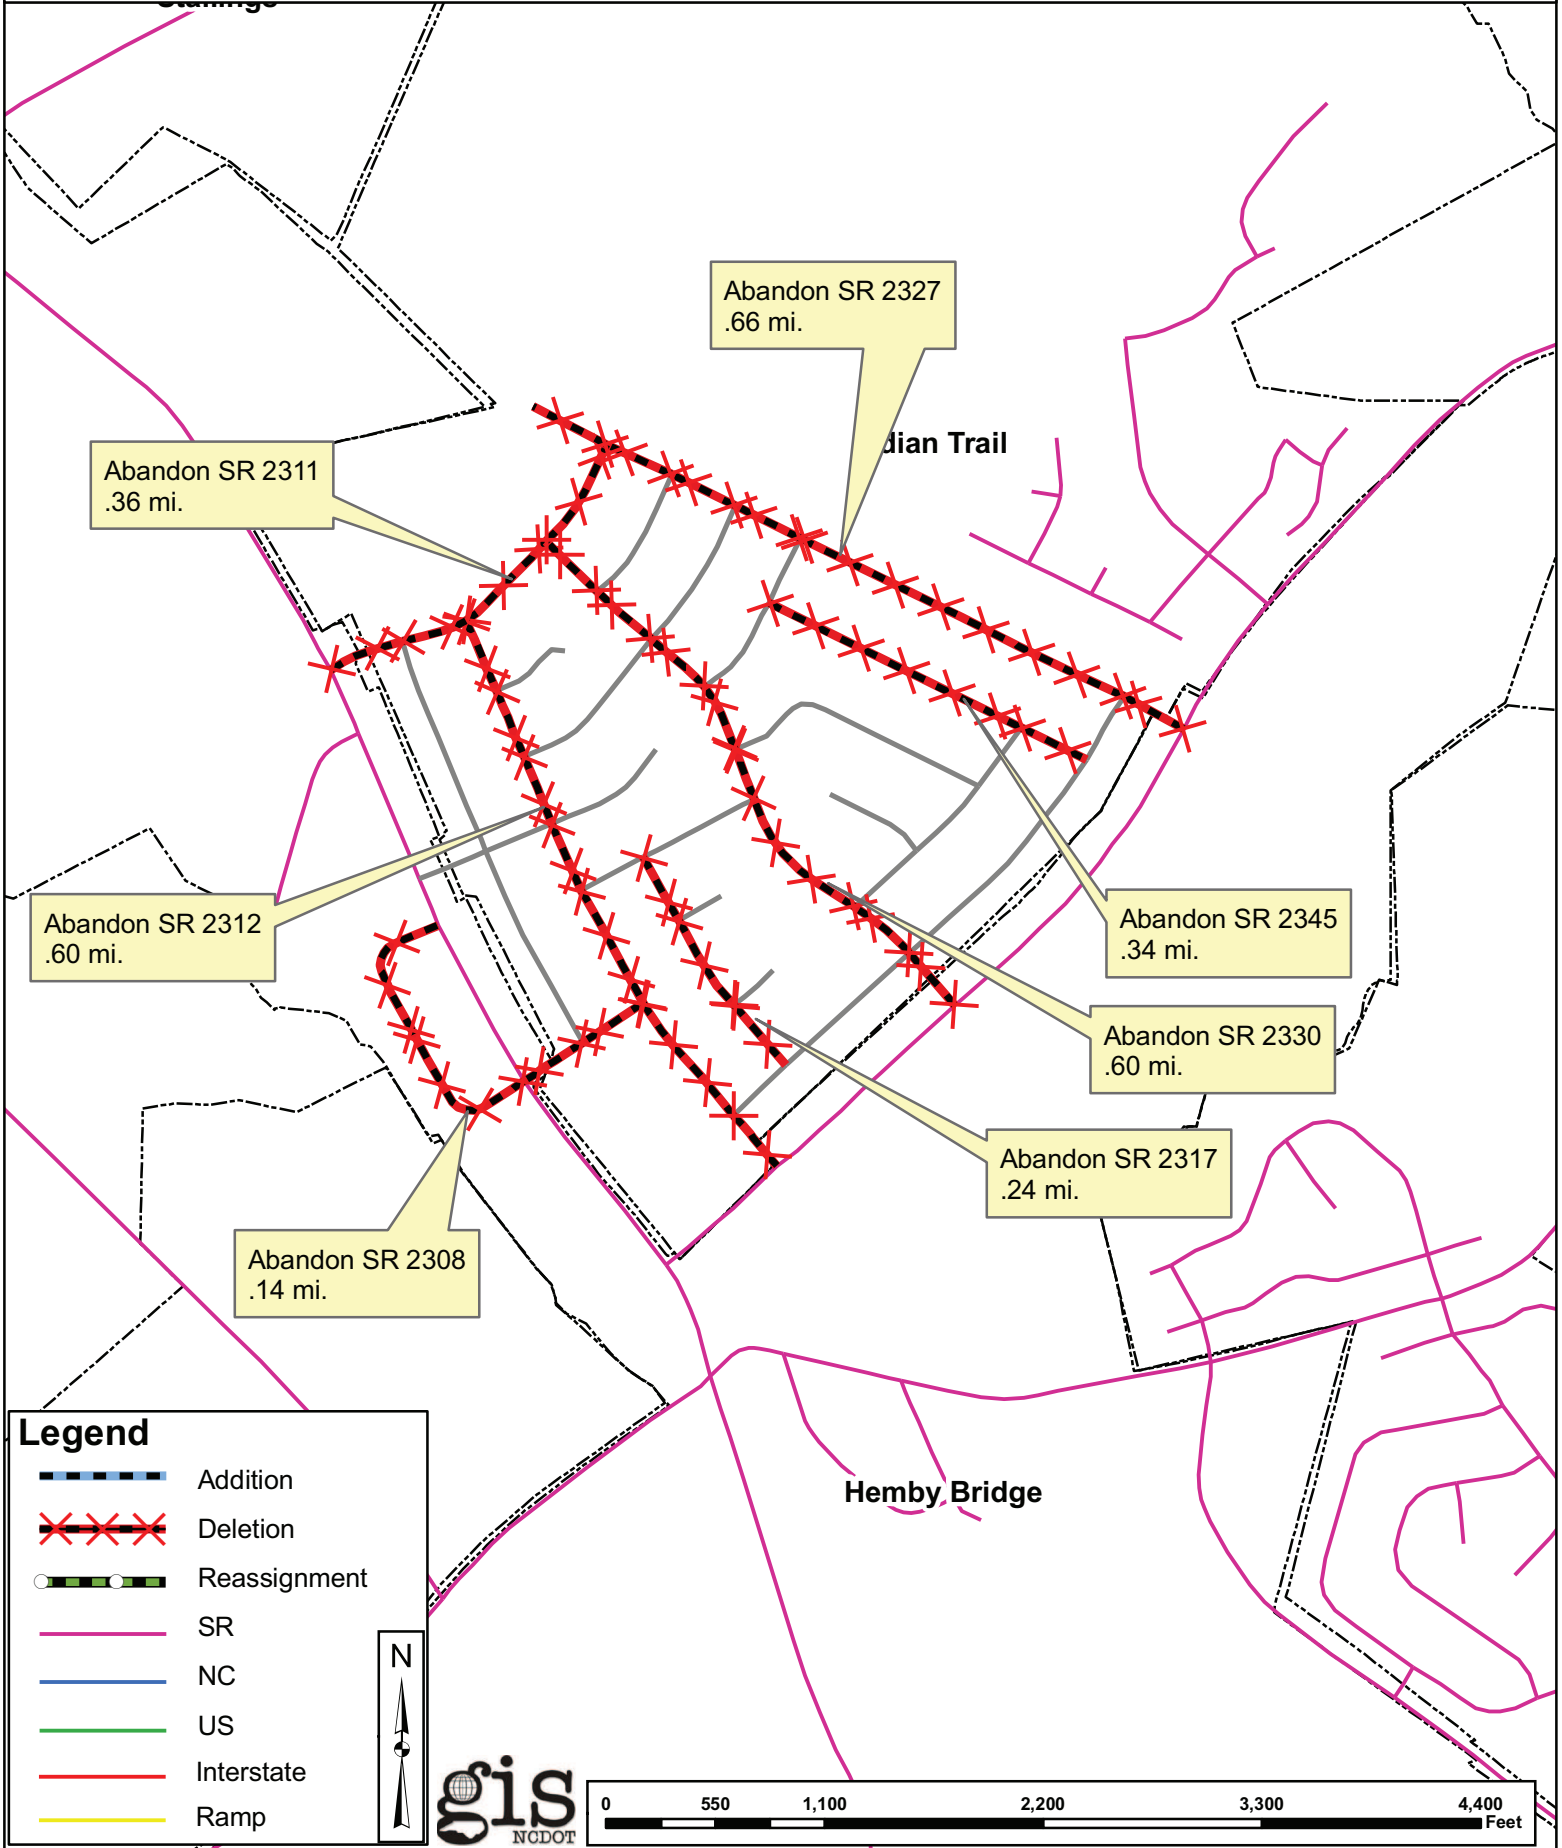 Stallings
Abandon SR 2327
.66 mi.
dian Trail
Abandon SR 2311
.36 mi.
Abandon SR 2312
.60 mi.
Abandon SR 2345
.34 mi.
Abandon SR 2330
.60 mi.
Abandon SR 2317
.24 mi.
Abandon SR 2308
.14 mi.
Hemby Bridge
Legend
Addition
Deletion
Reassignment
SR
NC
US
Interstate
Ramp
N
gis
NCDOT
0 550 1,100 2,200 3,300 4,400
Feet